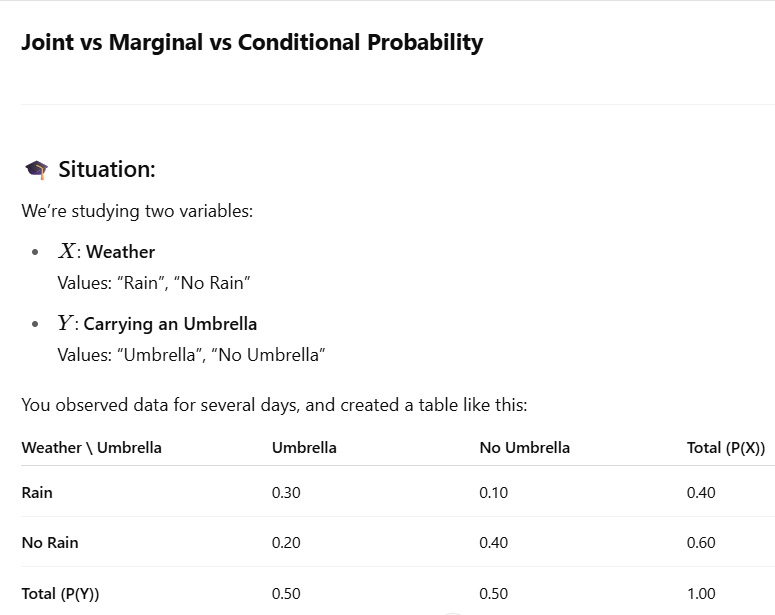 Joint vs Marginal vs Conditional Probability
🎓 Situation:
We’re studying two variables:
• X: Weather
Values: “Rain”, “No Rain”
• Y: Carrying an Umbrella
Values: “Umbrella”, “No Umbrella”
You observed data for several days, and created a table like this:
Weather \ Umbrella Umbrella No Umbrella Total (P(X))
Rain 0.30 0.10 0.40
No Rain 0.20 0.40 0.60
Total (P(Y)) 0.50 0.50 1.00